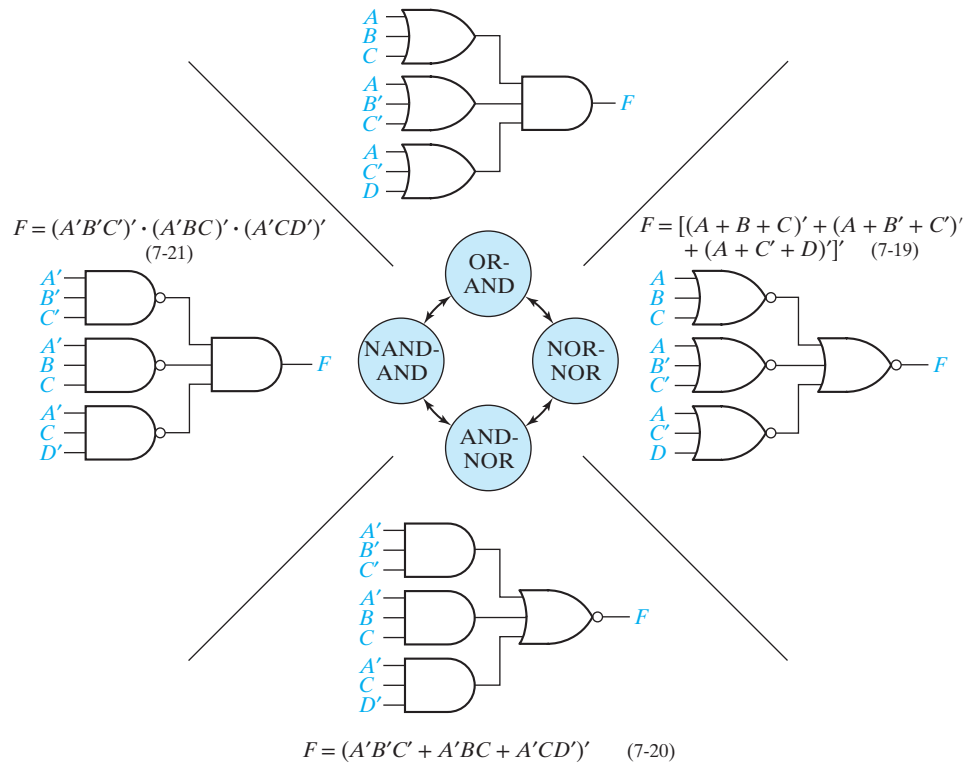 A
B
C
A
B′
C′
A
C′
D
F
F = (A′B′C′)′ · (A′BC)′ · (A′CD′)′
(7-21)
F = [(A + B + C)′ + (A + B′ + C′)′
+ (A + C′ + D)′]′ (7-19)
A′
B′
C′
A′
B
C
A′
C
D′
F
OR-
AND
NAND-
AND
NOR-
NOR
AND-
NOR
A
B
C
A
B′
C′
A
C′
D
F
A′
B′
C′
A′
B
C
A′
C
D′
F
F = (A′B′C′ + A′BC + A′CD′)′ (7-20)